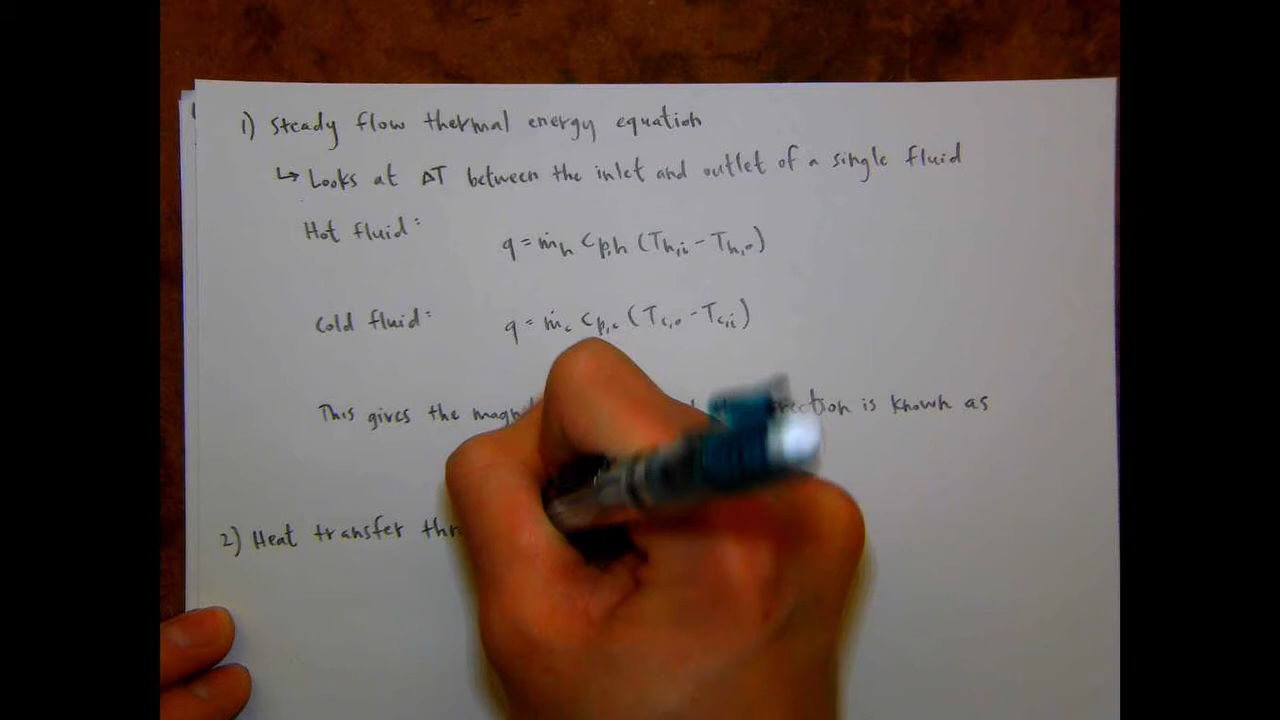 1) Steady flow thermal energy equation
↳ Looks at ΔT between the inlet and outlet of a single fluid
Hot fluid: q = ṁₕ Cp,h (Th,i - Th,o)
Cold fluid: q = ṁc Cp,c (Tc,o - Tc,i)
This gives the is known as
2) Heat transfer